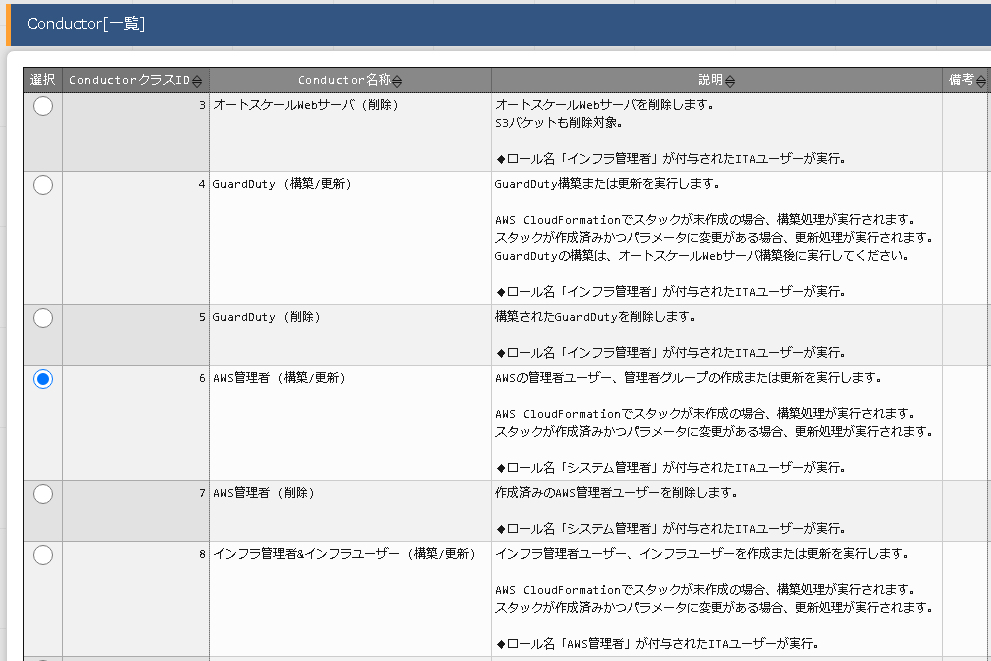 Conductor[一覧]
選択 ConductorクラスID Conductor名称 説明 備考
3 オートスケールWebサーバ (削除) オートスケールWebサーバを削除します。
S3バケットも削除対象。
◆ロール名「インフラ管理者」が付与されたITAユーザーが実行。
4 GuardDuty (構築/更新) GuardDuty構築または更新を実行します。
AWS CloudFormationでスタックが未作成の場合、構築処理が実行されます。
スタックが作成済みかつパラメータに変更がある場合、更新処理が実行されます。
GuardDutyの構築は、オートスケールWebサーバ構築後に実行してください。
◆ロール名「インフラ管理者」が付与されたITAユーザーが実行。
5 GuardDuty (削除) 構築されたGuardDutyを削除します。
◆ロール名「インフラ管理者」が付与されたITAユーザーが実行。
6 AWS管理者 (構築/更新) AWSの管理者ユーザー、管理者グループの作成または更新を実行します。
AWS CloudFormationでスタックが未作成の場合、構築処理が実行されます。
スタックが作成済みかつパラメータに変更がある場合、更新処理が実行されます。
◆ロール名「システム管理者」が付与されたITAユーザーが実行。
7 AWS管理者 (削除) 作成済みのAWS管理者ユーザーを削除します。
◆ロール名「システム管理者」が付与されたITAユーザーが実行。
8 インフラ管理者&インフラユーザー (構築/更新) インフラ管理者ユーザー、インフラユーザーを作成または更新を実行します。
AWS CloudFormationでスタックが未作成の場合、構築処理が実行されます。
スタックが作成済みかつパラメータに変更がある場合、更新処理が実行されます。
◆ロール名「AWS管理者」が付与されたITAユーザーが実行。